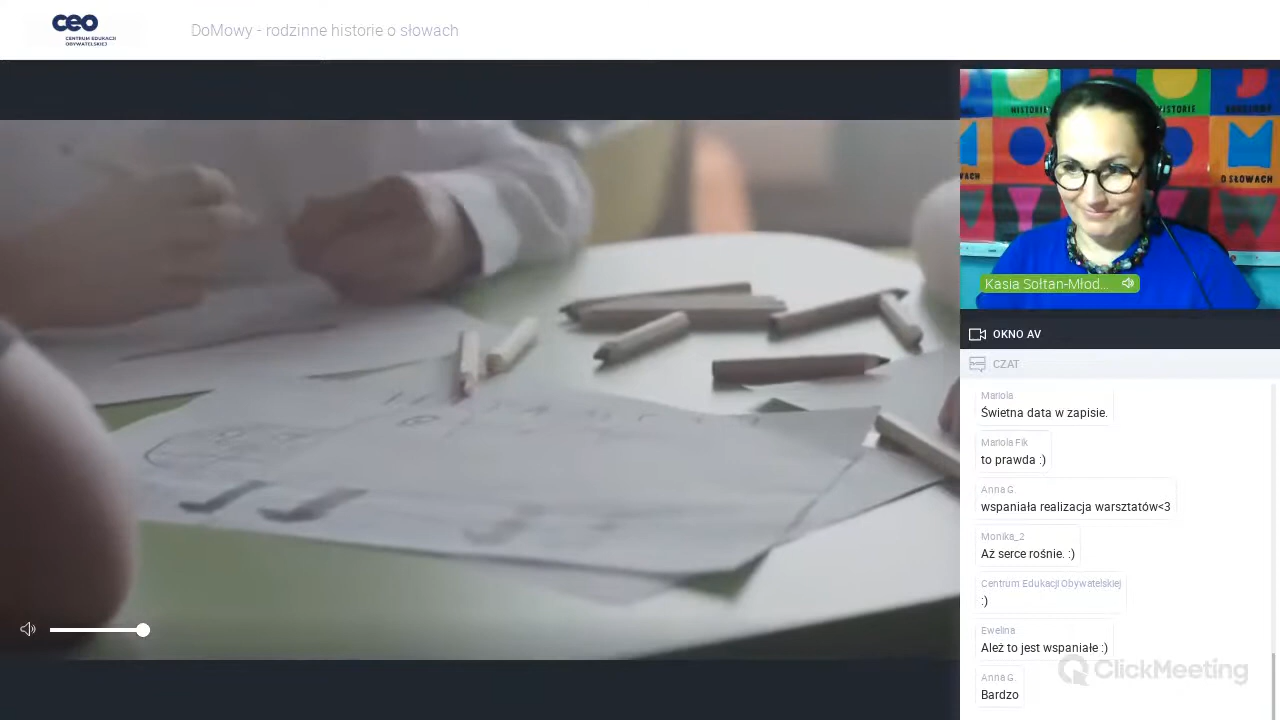 ceo
CENTRUM EDUKACJI
OBYWATELSKIEJ
DoMowy - rodzinne historie o słowach
HISTORIE
HISTORIE
O SŁOWACH
Kasia Sołtan-Młod...
OKNO AV
CZAT
Mariola
Świetna data w zapisie.
Mariola Fik
to prawda :)
Anna G.
wspaniała realizacja warsztatów<3
Monika_2
Aż serce rośnie. :)
Centrum Edukacji Obywatelskiej
:)
Ewelina
Ależ to jest wspaniałe :)
ClickMeeting
Anna G.
Bardzo